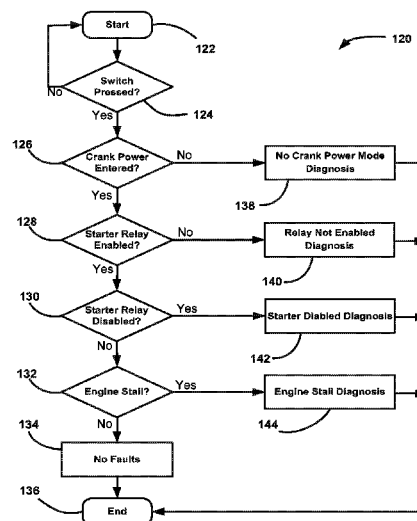 Start
120
122
No
Switch
Pressed?
124
Yes
126
Crank Power
Entered?
No
No Crank Power Mode
Diagnosis
138
Yes
128
Starter Relay
Enabled?
No
Relay Not Enabled
Diagnosis
140
Yes
130
Starter Relay
Disabled?
Yes
Starter Diabled Diagnosis
142
No
132
Engine Stall?
Yes
Engine Stall Diagnosis
144
No
134
No Faults
136
End